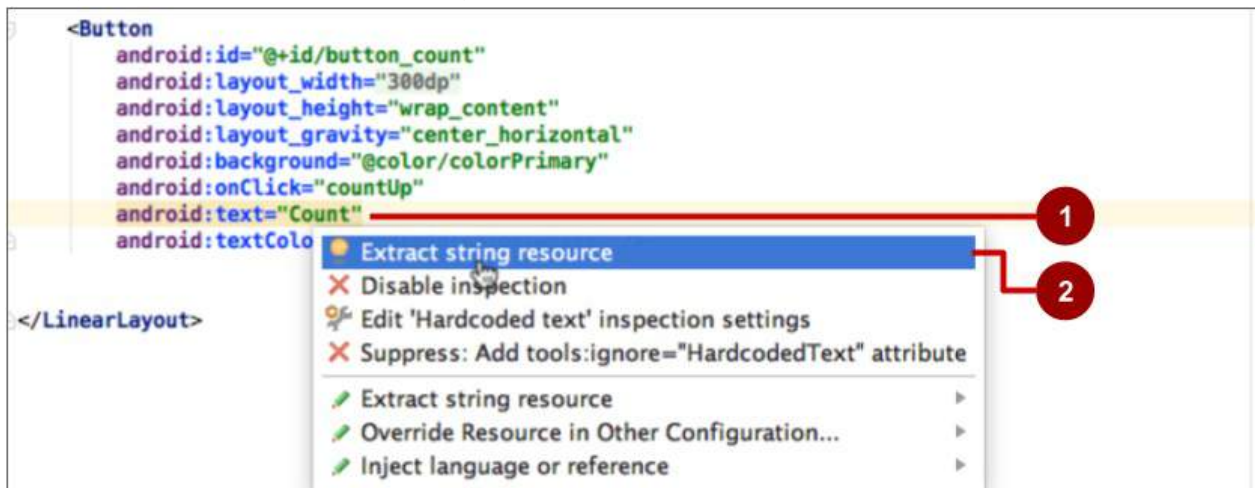 <Button
android:id="@+id/button_count"
android:layout_width="300dp"
android:layout_height="wrap_content"
android:layout_gravity="center_horizontal"
android:background="@color/colorPrimary"
android:onClick="countUp"
android:text="Count"
1
android:textColo
Extract string resource
2
Disable inspection
</LinearLayout>
Edit 'Hardcoded text' inspection settings
Suppress: Add tools:ignore="HardcodedText" attribute
Extract string resource
Override Resource in Other Configuration...
Inject language or reference